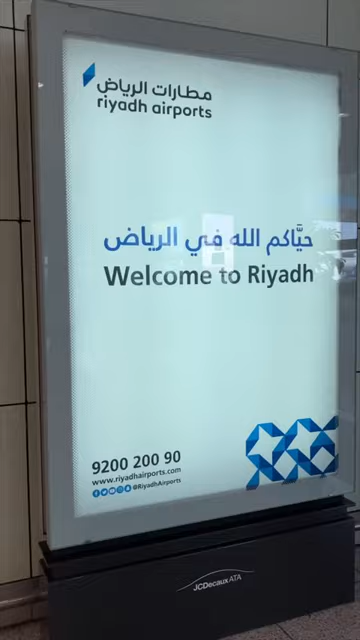 مطارات الرياض
riyadh airports
حيَّاكم الله في الرياض
Welcome to Riyadh
9200 200 90
www.riyadhairports.com
@RiyadhAirports
JCDecaux ATA